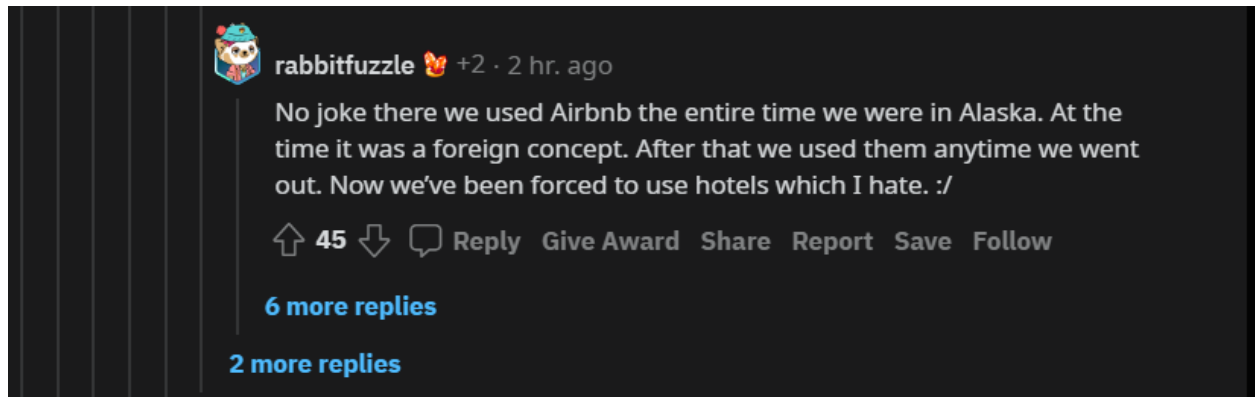 rabbitfuzzle +2 · 2 hr. ago
No joke there we used Airbnb the entire time we were in Alaska. At the
time it was a foreign concept. After that we used them anytime we went
out. Now we’ve been forced to use hotels which I hate. :/
45 Reply Give Award Share Report Save Follow
6 more replies
2 more replies